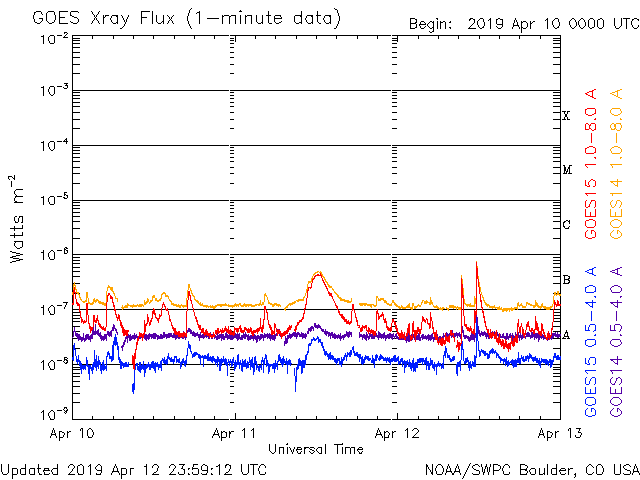 GOES Xray Flux (1-minute data)
Begin: 2019 Apr 10 0000 UTC
10-2
10-3
10-4
10-5
10-6
10-7
10-8
10-9
Watts m-2
X
M
C
B
A
GOES15 1.0-8.0 A
GOES14 1.0-8.0 A
GOES15 0.5-4.0 A
GOES14 0.5-4.0 A
Apr 10
Apr 11
Apr 12
Apr 13
Universal Time
Updated 2019 Apr 12 23:59:12 UTC
NOAA/SWPC Boulder, CO USA